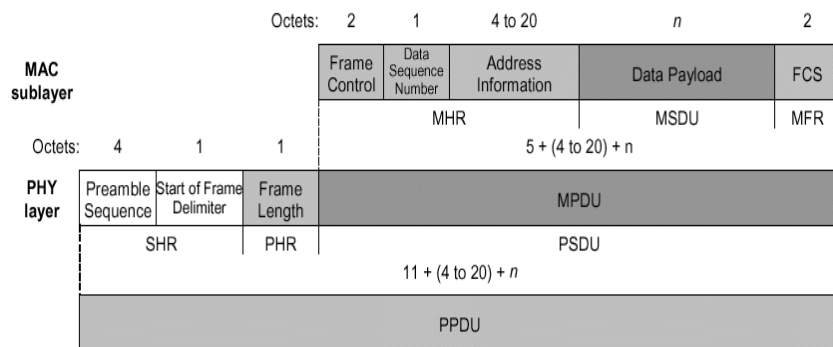 Octets: 2 1 4 to 20 n 2
MAC sublayer
Frame Control
Data Sequence Number
Address Information
Data Payload
FCS
MHR MSDU MFR
Octets: 4 1 1 5 + (4 to 20) + n
PHY layer
Preamble Sequence
Start of Frame Delimiter
Frame Length
MPDU
SHR PHR PSDU
11 + (4 to 20) + n
PPDU